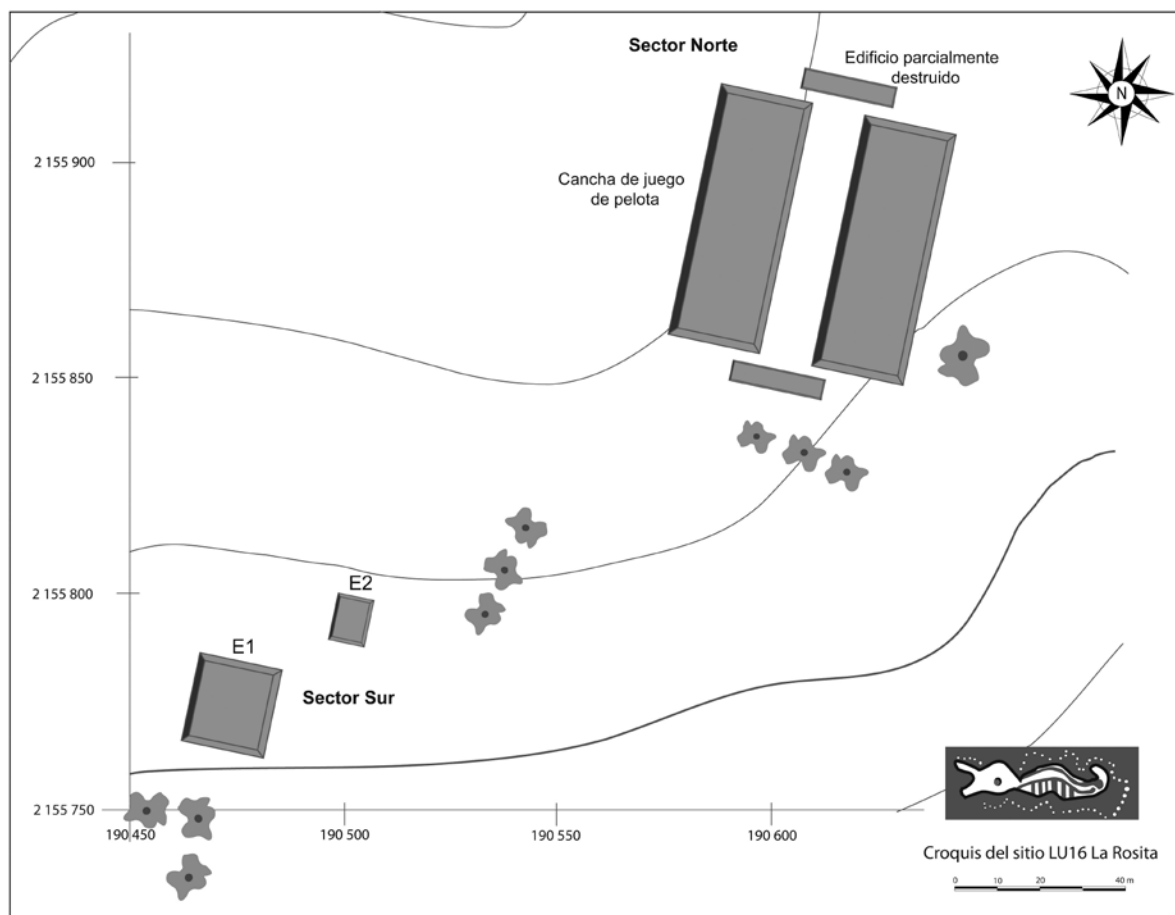 Sector Norte
Edificio parcialmente
destruido
N
2 155 900
Cancha de juego
de pelota
2 155 850
2 155 800
E2
E1
Sector Sur
2 155 750
190 450
190 500
190 550
190 600
Croquis del sitio LU16 La Rosita
0 10 20 40 m